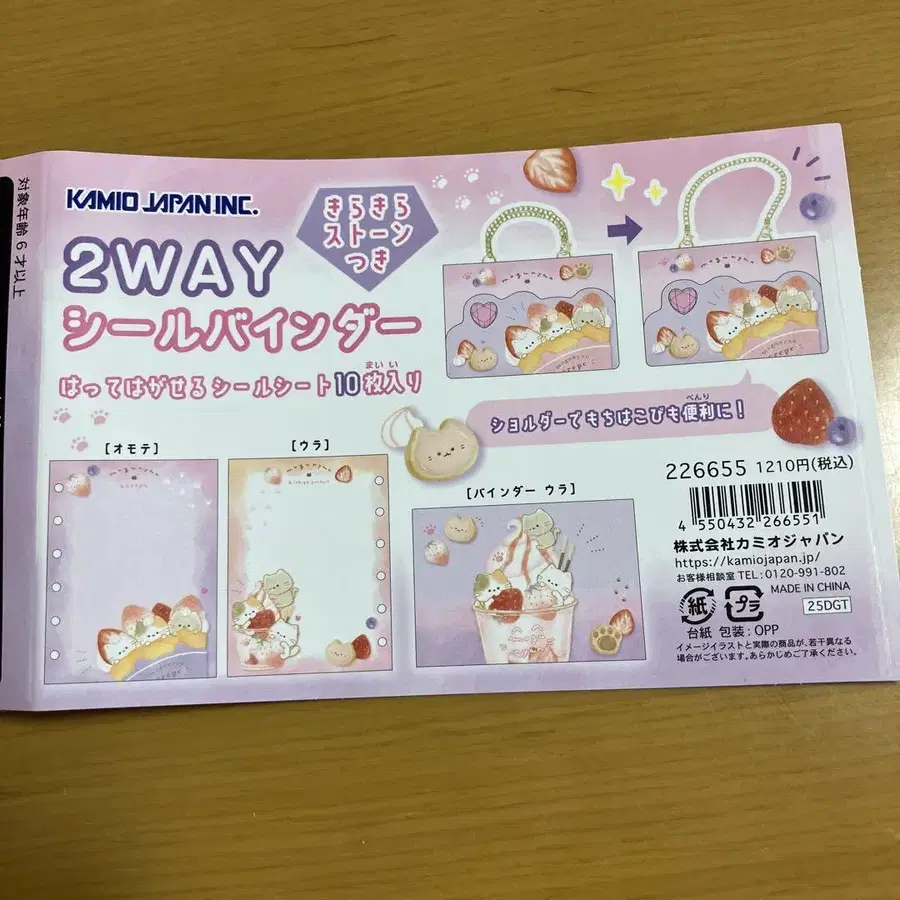 対象年齢6才以上
KAMIO JAPAN.INC.
きらきら
ストーン
つき
2WAY
シールバインダー
はってはがせるシールシート10枚入り
まいい
ショルダーでもちはこびも便利に!
べんり
[オモテ]
[ウラ]
[バインダー ウラ]
226655 1210円(税込)
4 550432 266551
株式会社カミオジャパン
https://kamiojapan.jp/
お客様相談室 TEL:0120-991-802
MADE IN CHINA
紙
プラ
25DGT
台紙 包装:OPP
イメージイラストと実際の商品が、若干異なる
場合がございます。あらかじめご了承ください。